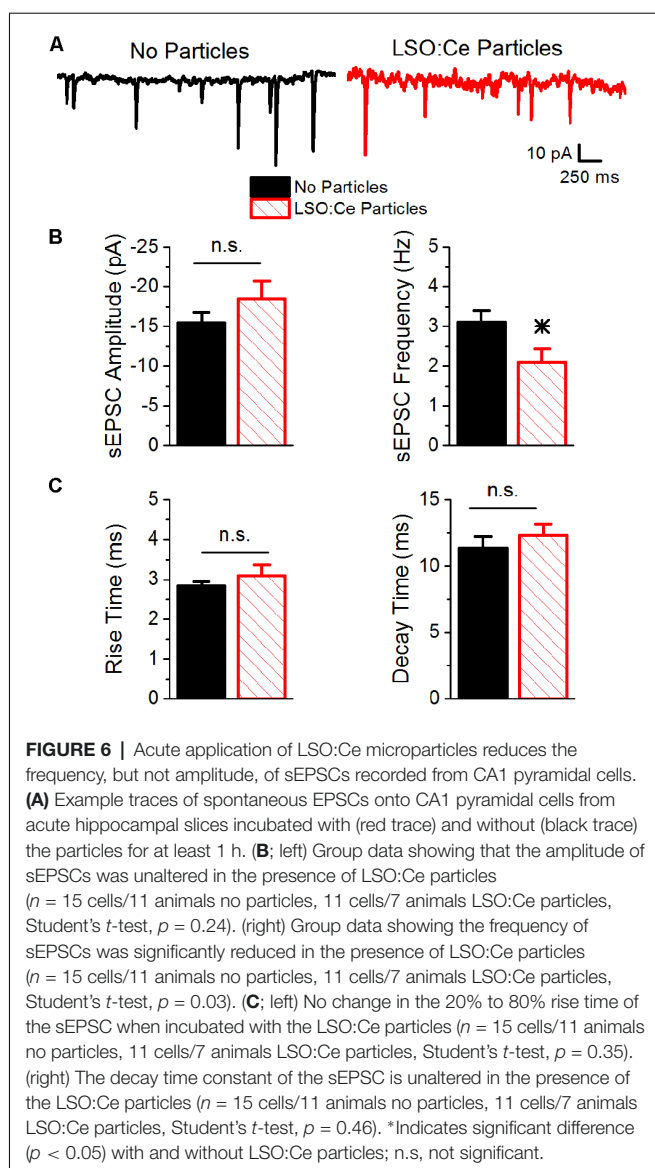 A
No Particles
LSO:Ce Particles
10 pA
250 ms
No Particles
LSO:Ce Particles
B
sEPSC Amplitude (pA)
-25
-20
-15
-10
-5
0
n.s.
sEPSC Frequency (Hz)
5
4
3
2
1
0
*
C
Rise Time (ms)
5
4
3
2
1
0
n.s.
Decay Time (ms)
15
10
5
0
n.s.
FIGURE 6 | Acute application of LSO:Ce microparticles reduces the
frequency, but not amplitude, of sEPSCs recorded from CA1 pyramidal cells.
(A) Example traces of spontaneous EPSCs onto CA1 pyramidal cells from
acute hippocampal slices incubated with (red trace) and without (black trace)
the particles for at least 1 h. (B; left) Group data showing that the amplitude of
sEPSCs was unaltered in the presence of LSO:Ce particles
(n = 15 cells/11 animals no particles, 11 cells/7 animals LSO:Ce particles,
Student's t-test, p = 0.24). (right) Group data showing the frequency of
sEPSCs was significantly reduced in the presence of LSO:Ce particles
(n = 15 cells/11 animals no particles, 11 cells/7 animals LSO:Ce particles,
Student's t-test, p = 0.03). (C; left) No change in the 20% to 80% rise time of
the sEPSC when incubated with the LSO:Ce particles (n = 15 cells/11 animals
no particles, 11 cells/7 animals LSO:Ce particles, Student's t-test, p = 0.35).
(right) The decay time constant of the sEPSC is unaltered in the presence of
the LSO:Ce particles (n = 15 cells/11 animals no particles, 11 cells/7 animals
LSO:Ce particles, Student's t-test, p = 0.46). *Indicates significant difference
(p < 0.05) with and without LSO:Ce particles; n.s, not significant.